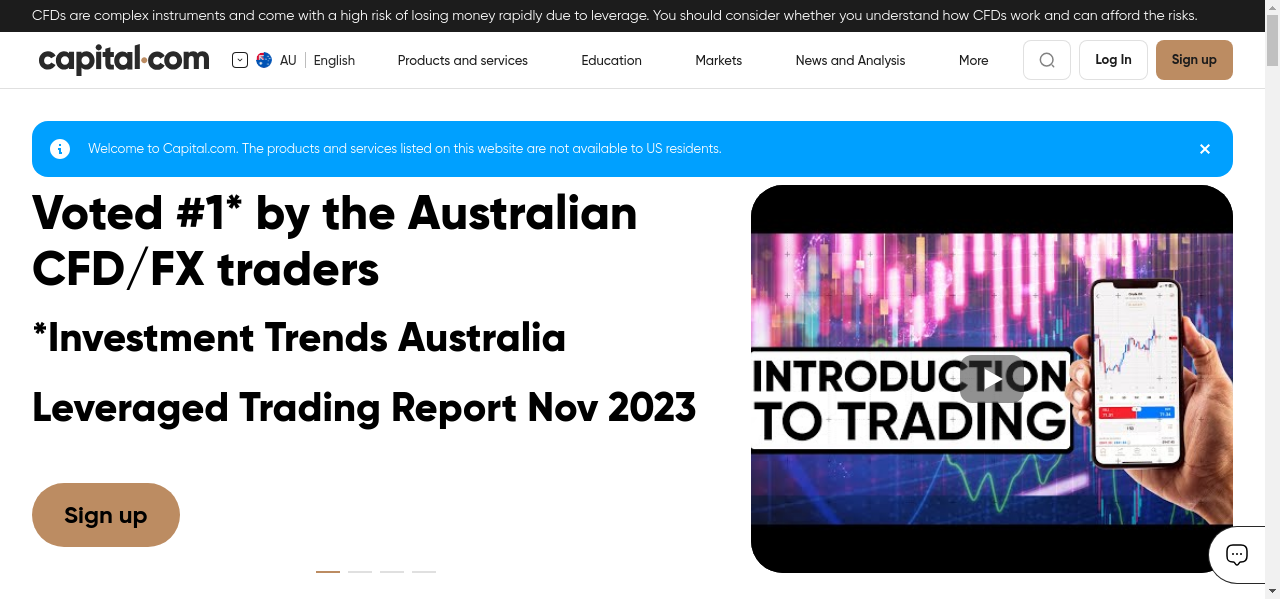 CFDs are complex instruments and come with a high risk of losing money rapidly due to leverage. You should consider whether you understand how CFDs work and can afford the risks.
capital.com
AU
English
Products and services
Education
Markets
News and Analysis
More
Log In
Sign up
Welcome to Capital.com. The products and services listed on this website are not available to US residents.
Voted #1* by the Australian
CFD/FX traders
*Investment Trends Australia
Leveraged Trading Report Nov 2023
Sign up
INTRODUCTION
TO TRADING